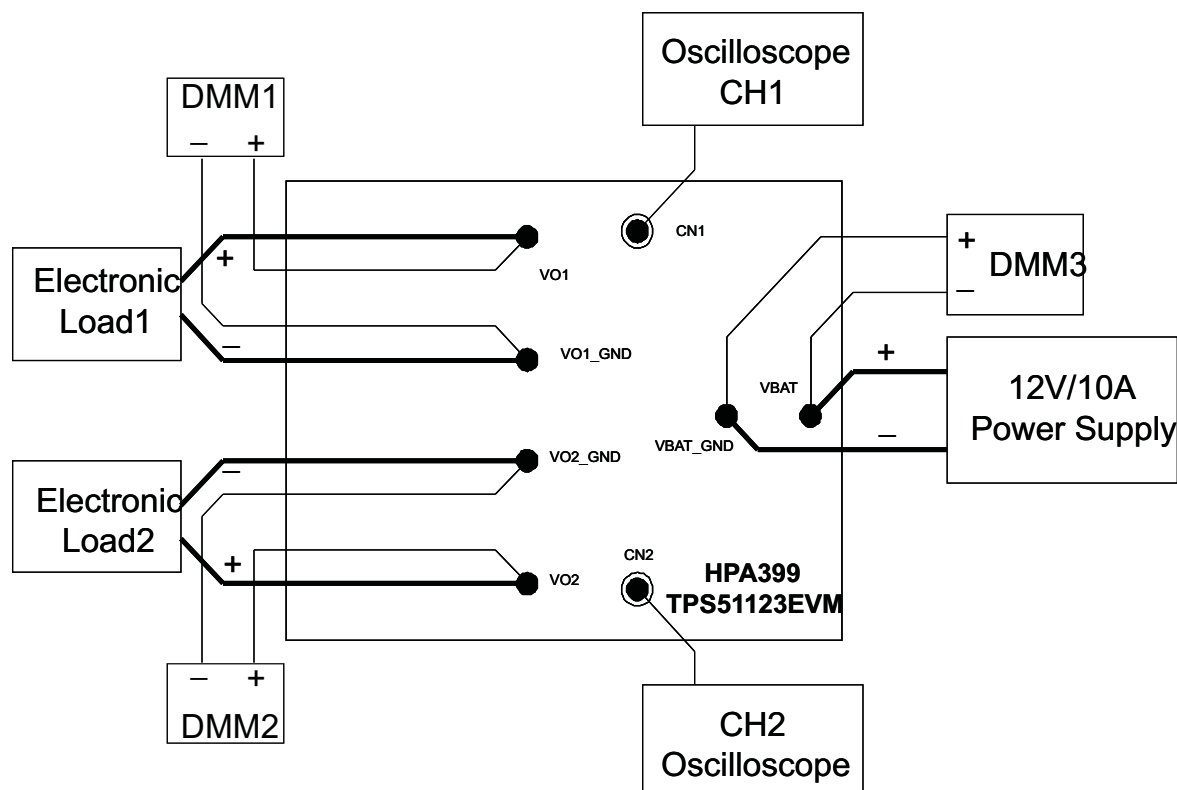 Oscilloscope
CH1
DMM1
– +
CN1
+
VO1
Electronic
Load1
–
VO1_GND
+
DMM3
–
+
12V/10A
Power Supply
–
VBAT
VBAT_GND
Electronic
Load2
–
VO2_GND
+
VO2
CN2
HPA399
TPS51123EVM
– +
DMM2
CH2
Oscilloscope